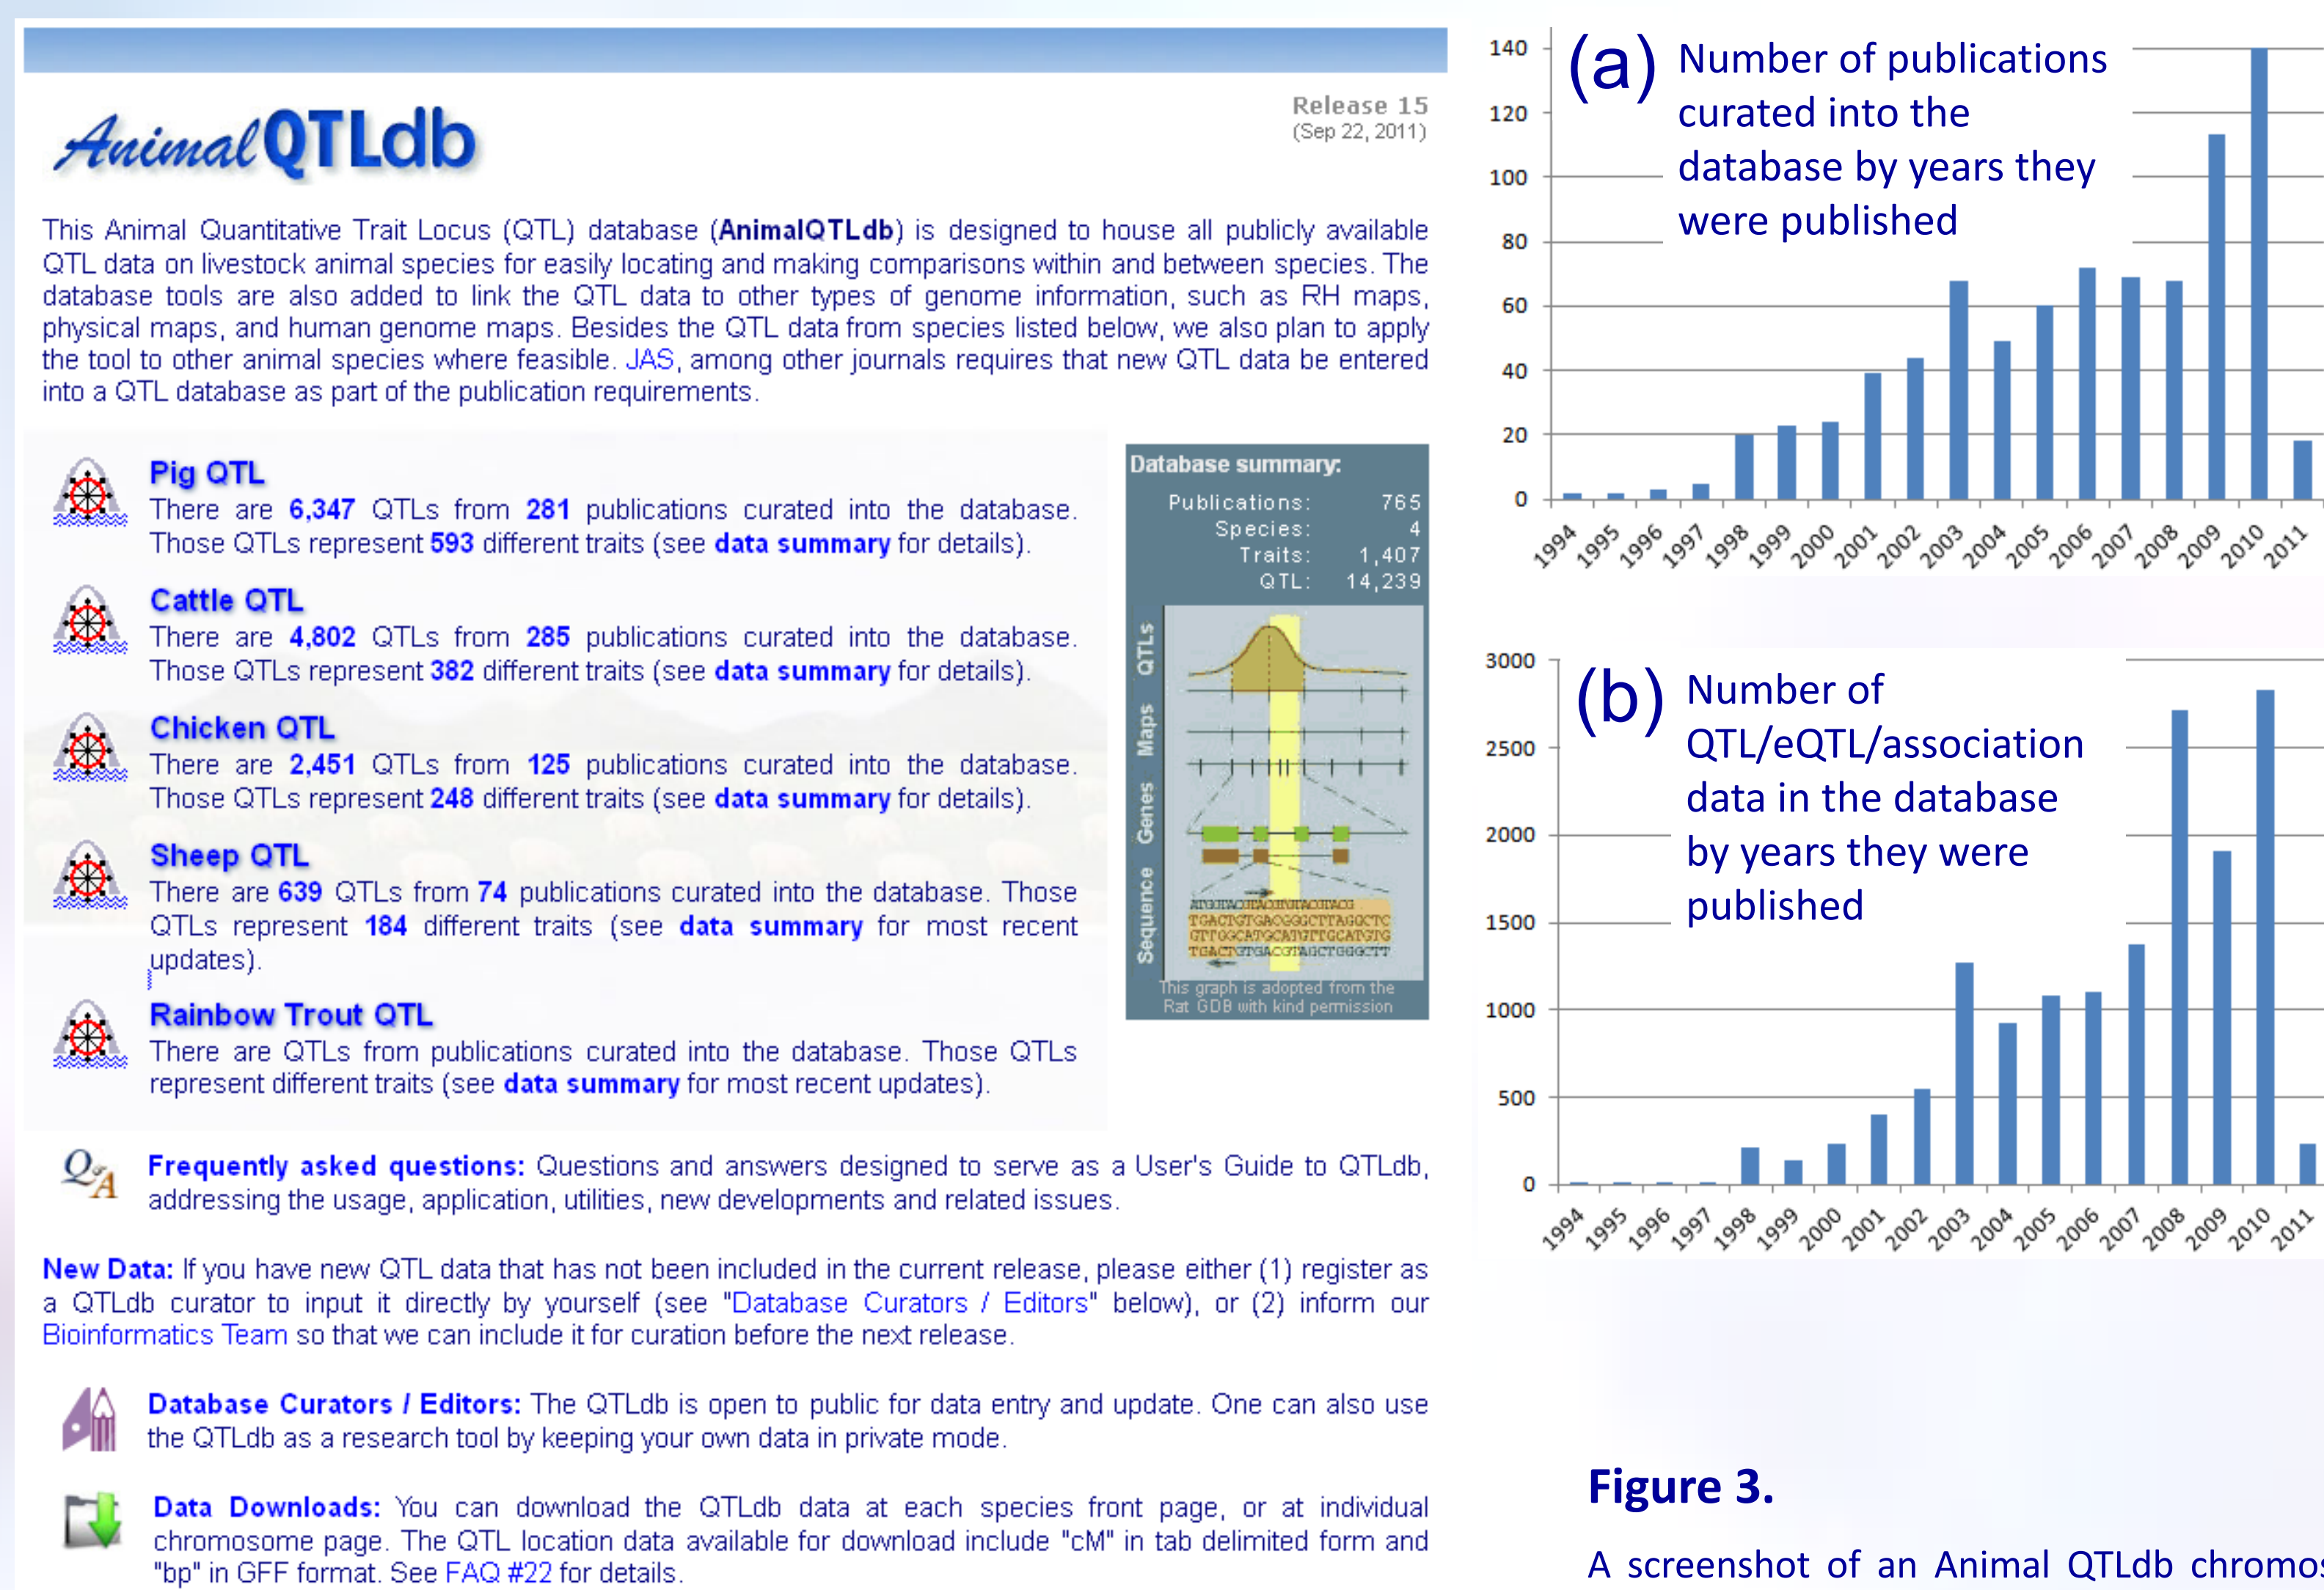 AnimalQTLdb
Release 15
(Sep 22, 2011)
This Animal Quantitative Trait Locus (QTL) database (AnimalQTLdb) is designed to house all publicly available
QTL data on livestock animal species for easily locating and making comparisons within and between species. The
database tools are also added to link the QTL data to other types of genome information, such as RH maps,
physical maps, and human genome maps. Besides the QTL data from species listed below, we also plan to apply
the tool to other animal species where feasible. JAS, among other journals requires that new QTL data be entered
into a QTL database as part of the publication requirements.
Pig QTL
There are 6,347 QTLs from 281 publications curated into the database.
Those QTLs represent 593 different traits (see data summary for details).
Cattle QTL
There are 4,802 QTLs from 285 publications curated into the database.
Those QTLs represent 382 different traits (see data summary for details).
Chicken QTL
There are 2,451 QTLs from 125 publications curated into the database.
Those QTLs represent 248 different traits (see data summary for details).
Sheep QTL
There are 639 QTLs from 74 publications curated into the database. Those
QTLs represent 184 different traits (see data summary for most recent
updates).
Rainbow Trout QTL
There are QTLs from publications curated into the database. Those QTLs
represent different traits (see data summary for most recent updates).
Database summary:
Publications: 765
Species: 4
Traits: 1,407
QTL: 14,239
QTLs
Maps
Genes
Sequence
TGACTGTGACGGGCTTAGGCTC
GTTGGCATGCATGTTGCATGTG
TGACTGTGACGTAGCTGGGCTT
This graph is adopted from the
Rat GDB with kind permission
Q&A
Frequently asked questions: Questions and answers designed to serve as a User's Guide to QTLdb,
addressing the usage, application, utilities, new developments and related issues.
New Data: If you have new QTL data that has not been included in the current release, please either (1) register as
a QTLdb curator to input it directly by yourself (see "Database Curators / Editors" below), or (2) inform our
Bioinformatics Team so that we can include it for curation before the next release.
Database Curators / Editors: The QTLdb is open to public for data entry and update. One can also use
the QTLdb as a research tool by keeping your own data in private mode.
Data Downloads: You can download the QTLdb data at each species front page, or at individual
chromosome page. The QTL location data available for download include "cM" in tab delimited form and
"bp" in GFF format. See FAQ #22 for details.
(a) Number of publications
curated into the
database by years they
were published
140
120
100
80
60
40
20
0
1994 1995 1996 1997 1998 1999 2000 2001 2002 2003 2004 2005 2006 2007 2008 2009 2010 2011
(b) Number of
QTL/eQTL/association
data in the database
by years they were
published
3000
2500
2000
1500
1000
500
0
1994 1995 1996 1997 1998 1999 2000 2001 2002 2003 2004 2005 2006 2007 2008 2009 2010 2011
Figure 3.
A screenshot of an Animal QTLdb chromos